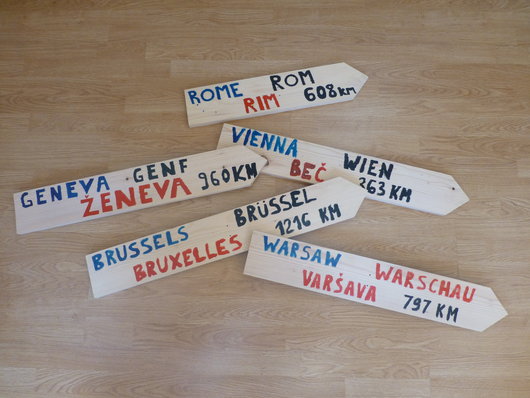 ROME ROM
RIM 608KM
VIENNA WIEN
BEČ 363 KM
GENEVA GENF
ŽENEVA 960KM
BRUSSELS BRÜSSEL
BRUXELLES 1216 KM
WARSAW WARSCHAU
VARŠAVA 797 KM